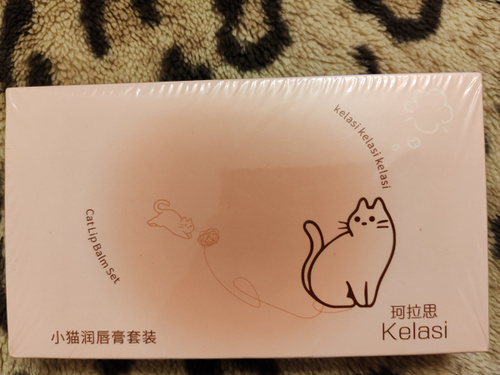 kelasi kelasi kelasi
Cat Lip Balm Set
小猫润唇膏套装
珂拉思
Kelasi